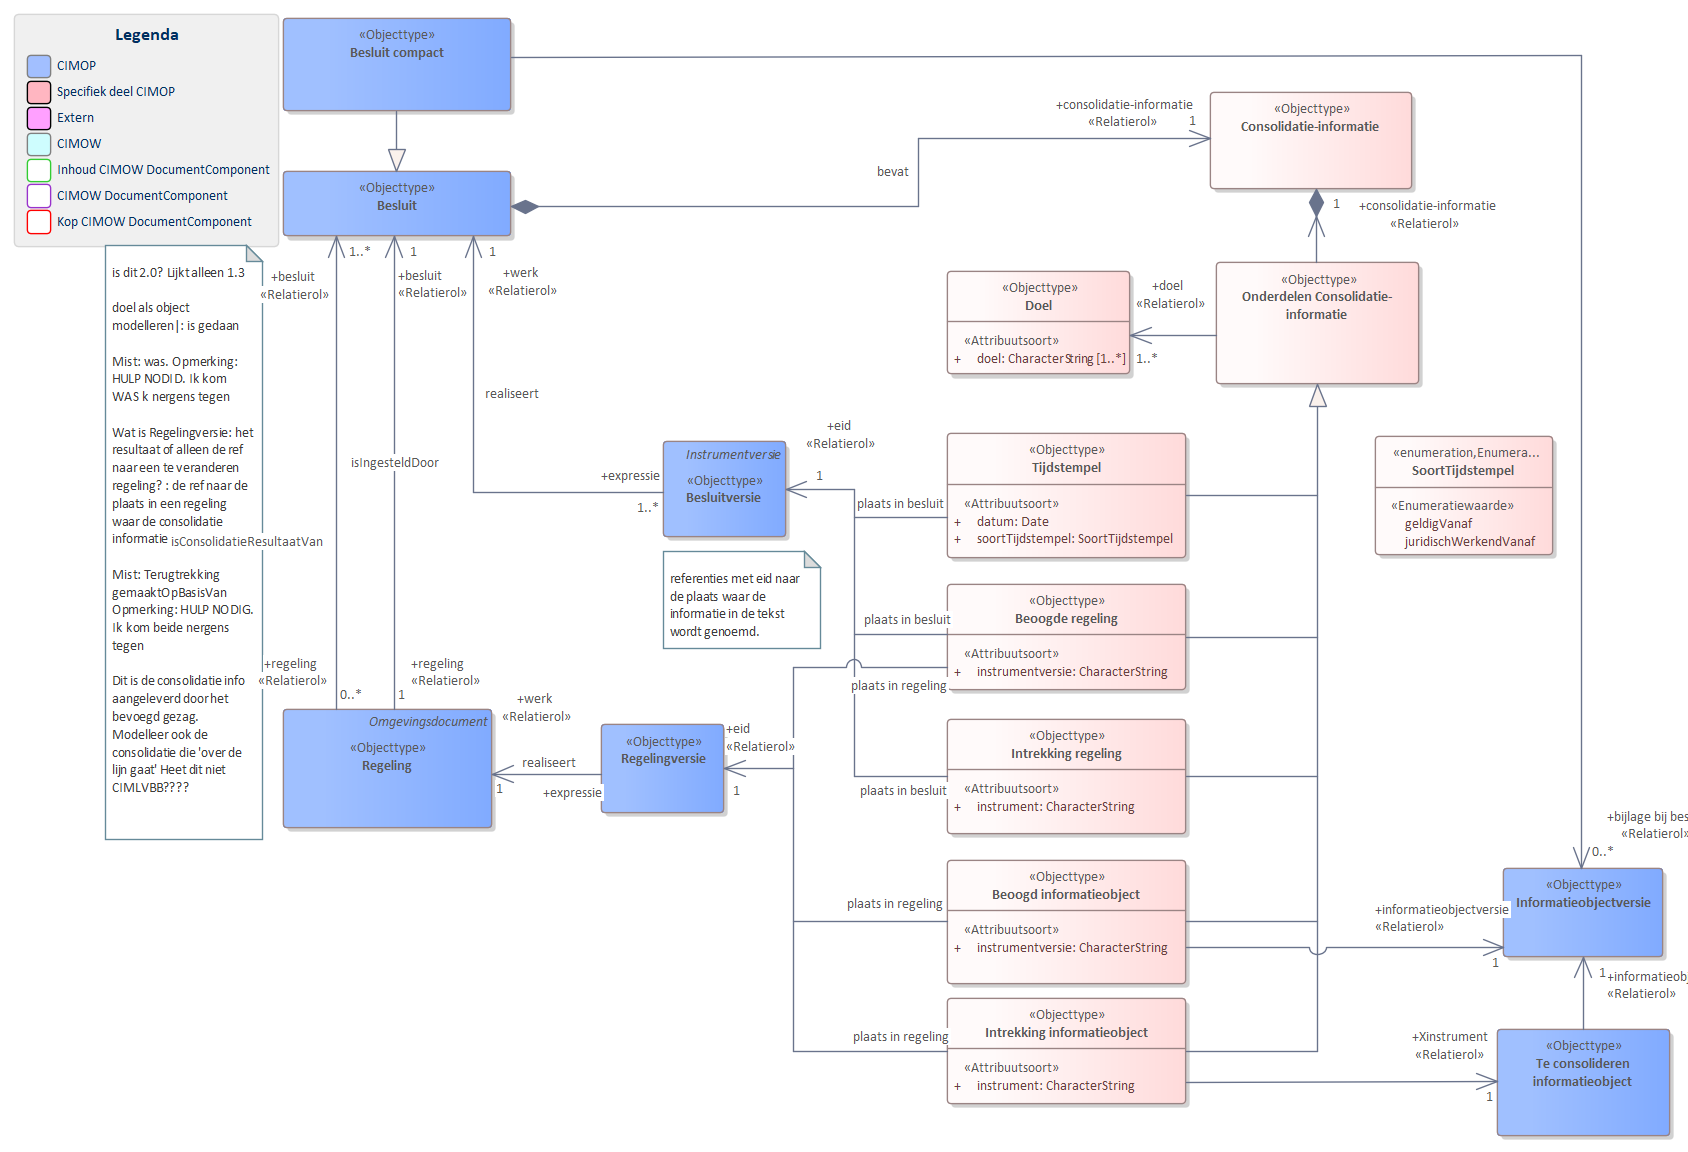 Legenda
CIMOP
Specifiek deel CIMOP
Extern
CIMOW
Inhoud CIMOW DocumentComponent
CIMOW DocumentComponent
Kop CIMOW DocumentComponent
«Objecttype»
Besluit compact
«Objecttype»
Besluit
bevat
+consolidatie-informatie
«Relatierol»
1
«Objecttype»
Consolidatie-informatie
1
+consolidatie-informatie
«Relatierol»
«Objecttype»
Onderdelen Consolidatie-
informatie
+doel
«Relatierol»
1..*
«Objecttype»
Doel
«Attribuutsoort»
+ doel: CharacterString [1..*]
is dit 2.0? Lijkt alleen 1.3
doel als object
modelleren|: is gedaan
Mist: was. Opmerking:
HULP NODI D. Ik kom
WAS k nergens tegen
Wat is Regelingversie: het
resultaat of alleen de ref
naar een te veranderen
regeling? : de ref naar de
plaats in een regeling
waar de consolidatie
informatie
Mist: Terugtrekking
gemaaktOpBasisVan
Opmerking: HULP NODIG.
Ik kom beide nergens
tegen
Dit is de consolidatie info
aangeleverd door het
bevoegd gezag.
Modelleer ook de
consolidatie die 'over de
lijn gaat' Heet dit niet
CIMLVBB????
+besluit
«Relatierol»
1..*
+besluit
«Relatierol»
1
+werk
«Relatierol»
1
isConsolidatieResultaatVan
isIngesteldDoor
realiseert
+regeling
«Relatierol»
0..*
+regeling
«Relatierol»
1
+expressie
1..*
Instrumentversie
«Objecttype»
Besluitversie
+eid
«Relatierol»
1
referenties met eid naar
de plaats waar de
informatie in de tekst
wordt genoemd.
plaats in besluit
«Objecttype»
Tijdstempel
«Attribuutsoort»
+ datum: Date
+ soortTijdstempel: SoortTijdstempel
«enumeration,Enumera...
SoortTijdstempel
«Enumeratiewaarde»
geldigVanaf
juridischWerkendVanaf
plaats in besluit
plaats in regeling
«Objecttype»
Beoogde regeling
«Attribuutsoort»
+ instrumentversie: CharacterString
Omgevingsdocument
«Objecttype»
Regeling
+werk
«Relatierol»
1
realiseert
+expressie
«Objecttype»
Regelingversie
+eid
«Relatierol»
1
plaats in besluit
«Objecttype»
Intrekking regeling
«Attribuutsoort»
+ instrument: CharacterString
plaats in regeling
«Objecttype»
Beoogd informatieobject
«Attribuutsoort»
+ instrumentversie: CharacterString
+informatieobjectversie
«Relatierol»
1
+bijlage bij bes
«Relatierol»
0..*
«Objecttype»
Informatieobjectversie
1
+informatieobj
«Relatierol»
plaats in regeling
«Objecttype»
Intrekking informatieobject
«Attribuutsoort»
+ instrument: CharacterString
+Xinstrument
«Relatierol»
1
«Objecttype»
Te consolideren
informatieobject